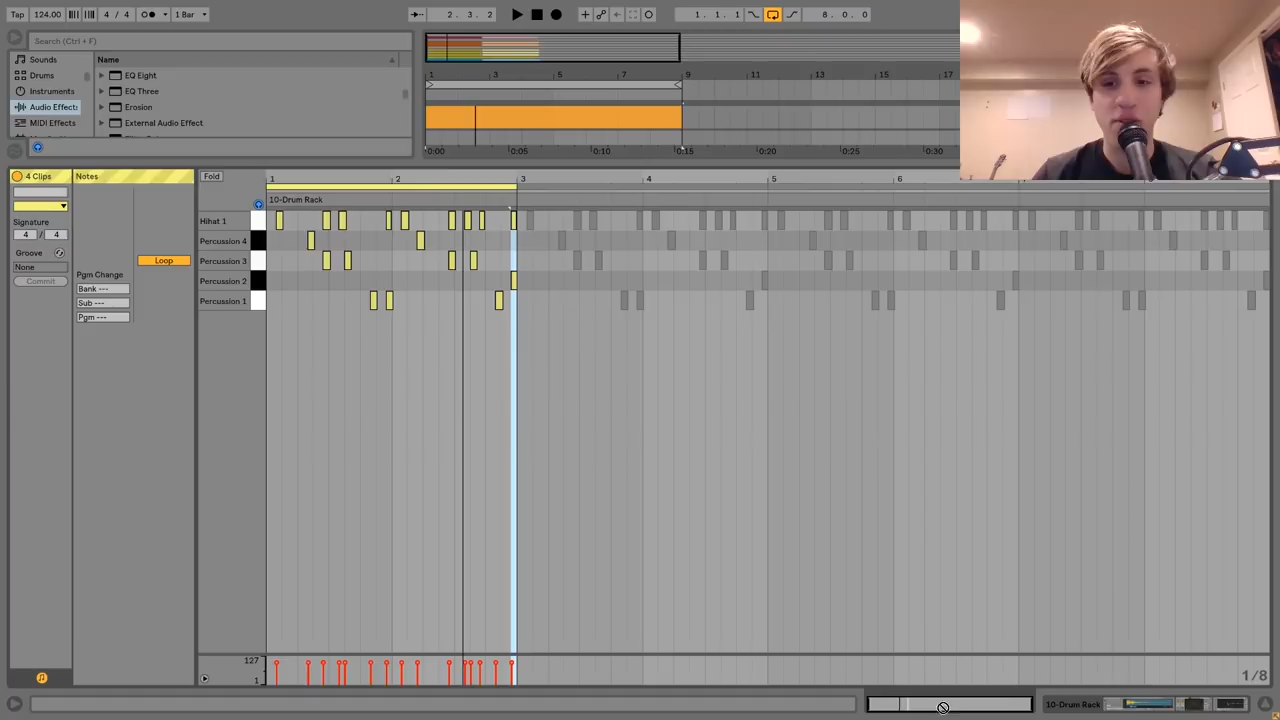 Tap 124.00 4 / 4 1 Bar 2. 3. 2 1. 1. 1 8. 0. 0
Search (Ctrl + F)
Sounds
Drums
Instruments
Audio Effects
MIDI Effects
Name
EQ Eight
EQ Three
Erosion
External Audio Effect
1 3 5 7 9 11 13 15 17
0:00 0:05 0:10 0:15 0:20 0:25 0:30
4 Clips
Signature
4 / 4
Groove
None
Commit
Notes
Loop
Pgm Change
Bank ---
Sub ---
Pgm ---
Fold
1 2 3 4 5 6
10-Drum Rack
Hihat 1
Percussion 4
Percussion 3
Percussion 2
Percussion 1
127
1
1/8
10-Drum Rack